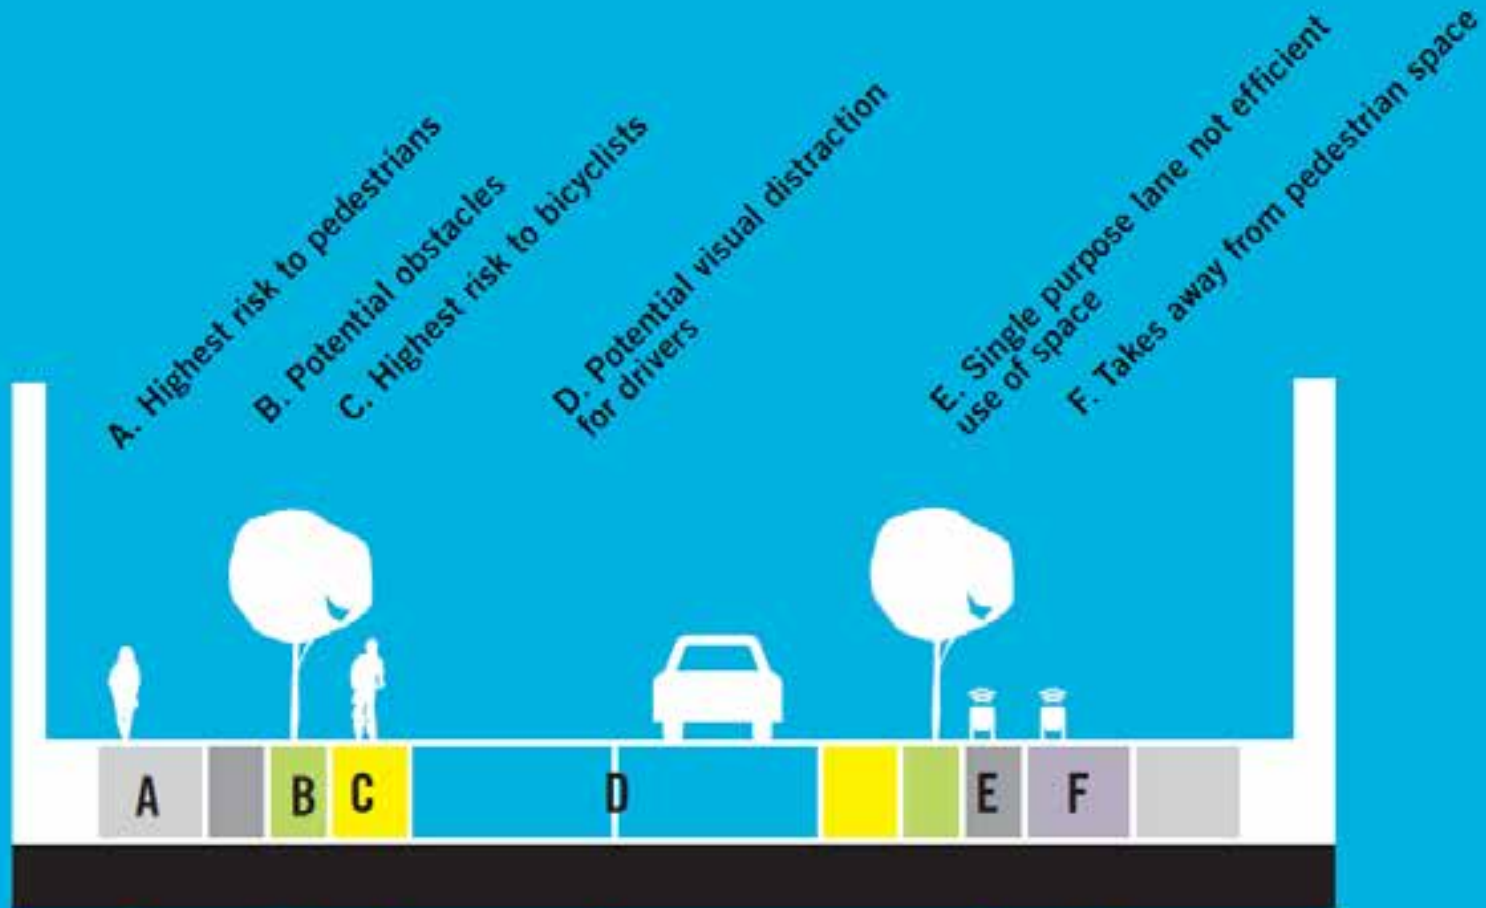 A. Highest risk to pedestrians
B. Potential obstacles
C. Highest risk to bicyclists
D. Potential visual distraction
for drivers
E. Single purpose lane not efficient
use of space
F. Takes away from pedestrian space
A
B
C
D
E
F